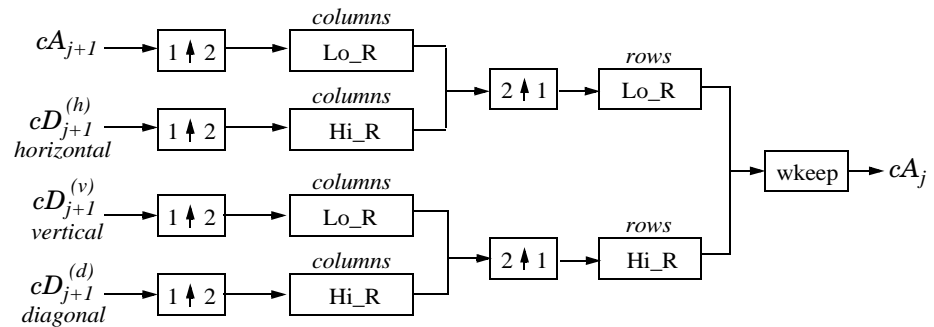 columns
cA_{j+1} 1 ↑ 2 Lo_R
columns
cD_{j+1}^{(h)} 1 ↑ 2 Hi_R
horizontal
rows
2 ↑ 1 Lo_R
columns
cD_{j+1}^{(v)} 1 ↑ 2 Lo_R
vertical
columns
cD_{j+1}^{(d)} 1 ↑ 2 Hi_R
diagonal
rows
2 ↑ 1 Hi_R
wkeep cA_j